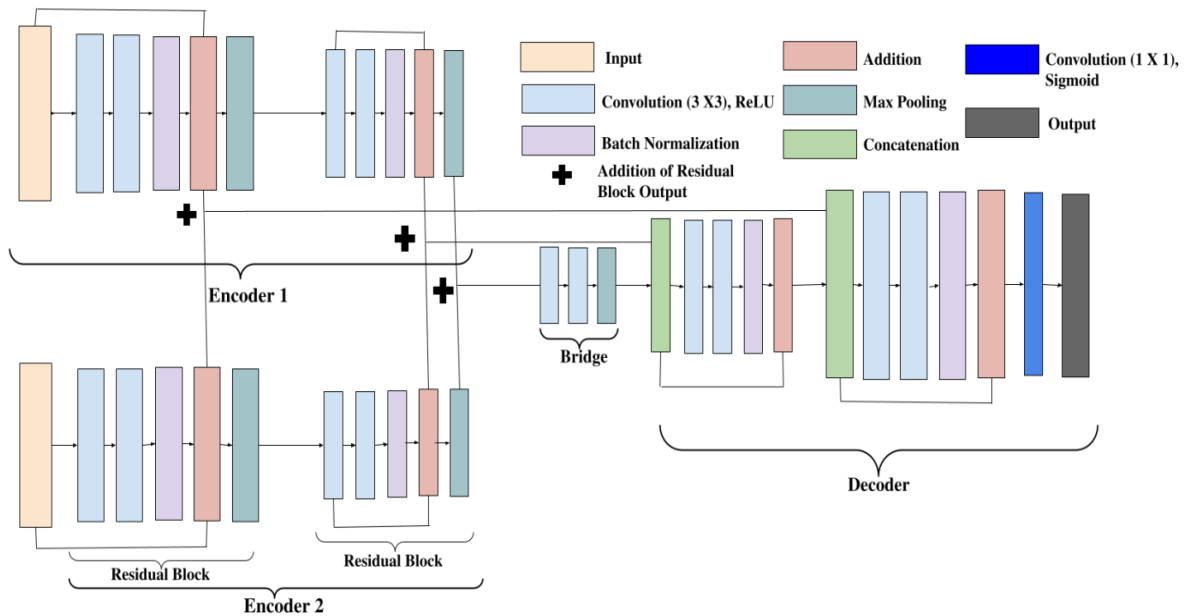 Input
Convolution (3 X3), ReLU
Batch Normalization
Addition of Residual
Block Output
Addition
Max Pooling
Concatenation
Convolution (1 X 1),
Sigmoid
Output
Encoder 1
Bridge
Decoder
Residual Block
Residual Block
Encoder 2